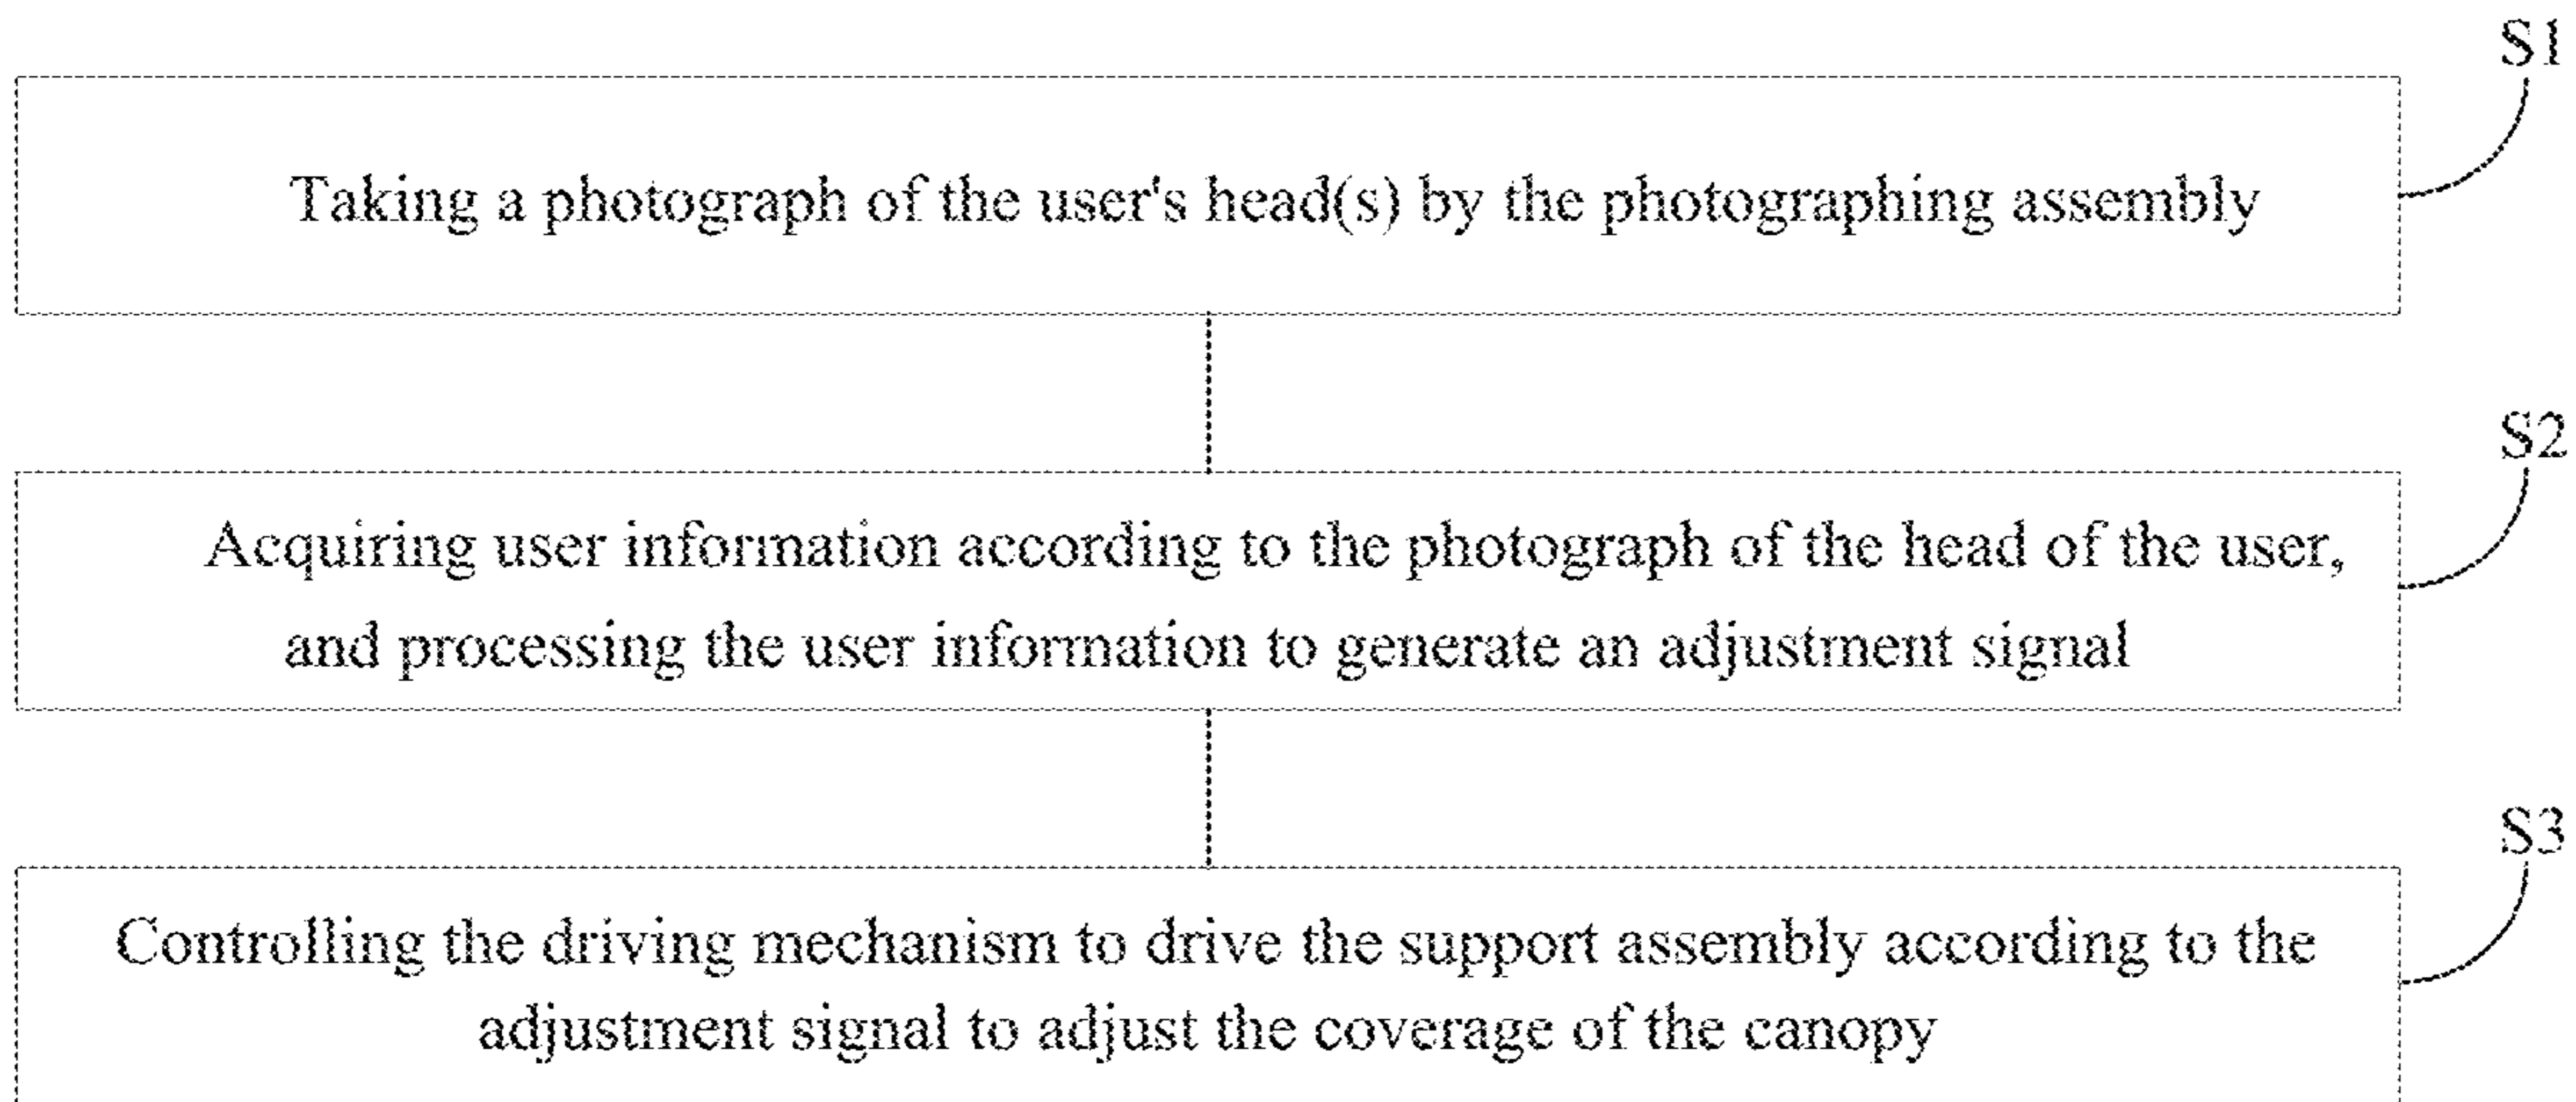 S1
Taking a photograph of the user's head(s) by the photographing assembly
S2
Acquiring user information according to the photograph of the head of the user,
and processing the user information to generate an adjustment signal
S3
Controlling the driving mechanism to drive the support assembly according to the
adjustment signal to adjust the coverage of the canopy